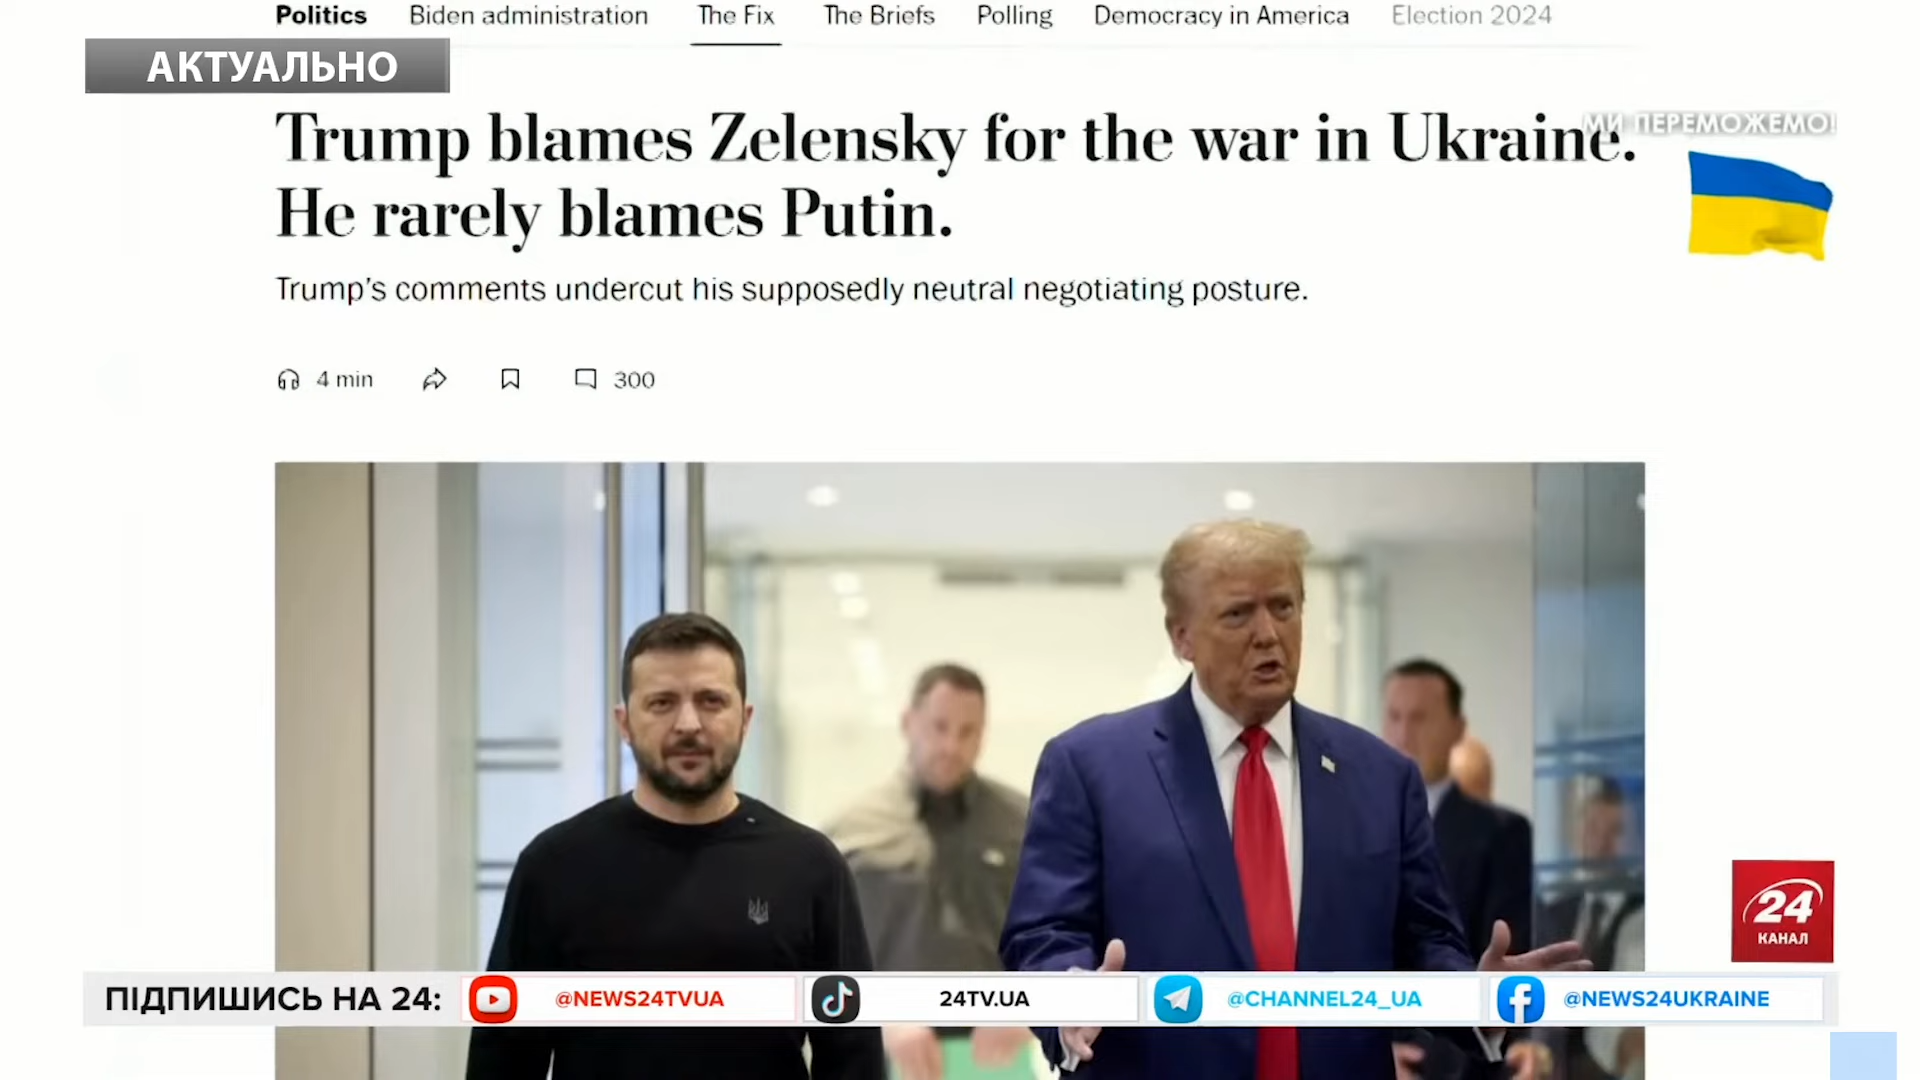 Politics Biden administration The Fix The Briefs Polling Democracy in America Election 2024
АКТУАЛЬНО
Trump blames Zelensky for the war in Ukraine.
He rarely blames Putin.
МИ ПЕРЕМОЖЕМО!
Trump’s comments undercut his supposedly neutral negotiating posture.
4 min 300
24
КАНАЛ
ПІДПИШИСЬ НА 24: @NEWS24TVUA 24TV.UA @CHANNEL24_UA @NEWS24UKRAINE